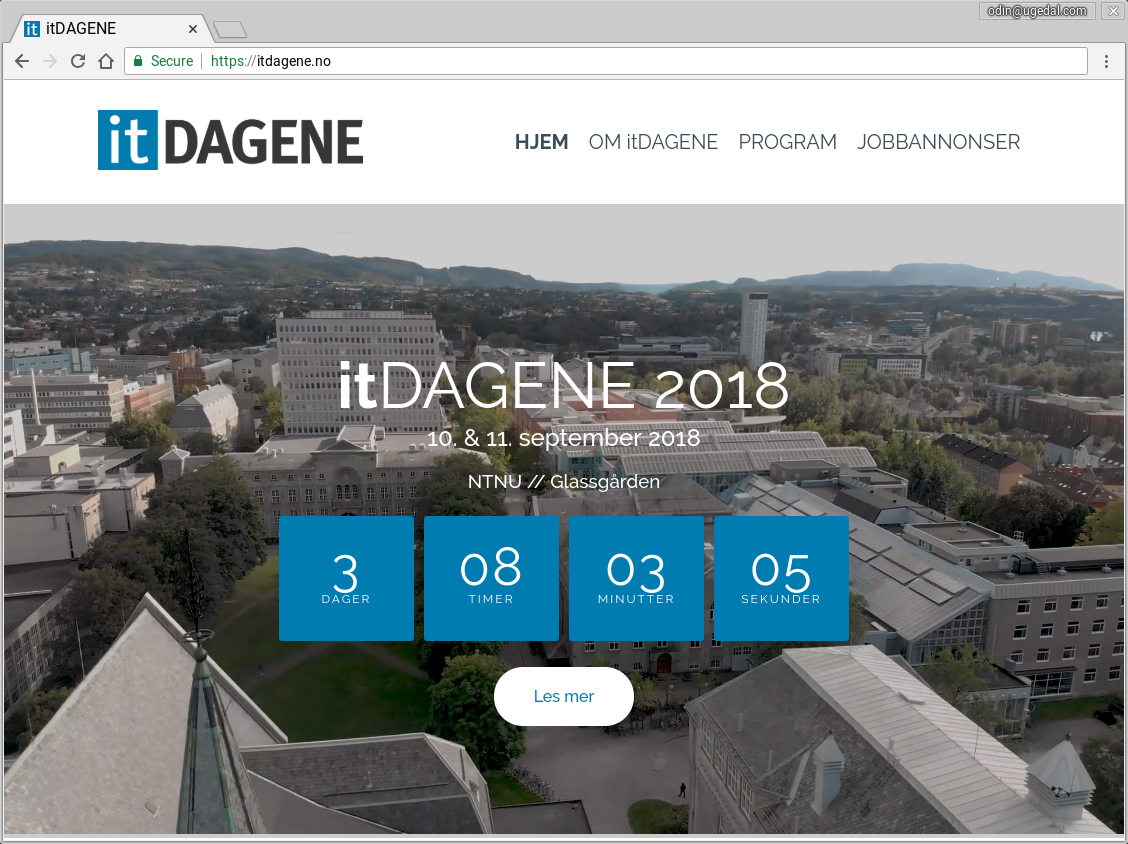 odin@ugedal.com
it itDAGENE
Secure https://itdagene.no
itDAGENE
HJEM OM itDAGENE PROGRAM JOBBANNONSER
itDAGENE 2018
10. & 11. september 2018
NTNU // Glassgården
3 08 03 05
DAGER TIMER MINUTTER SEKUNDER
Les mer